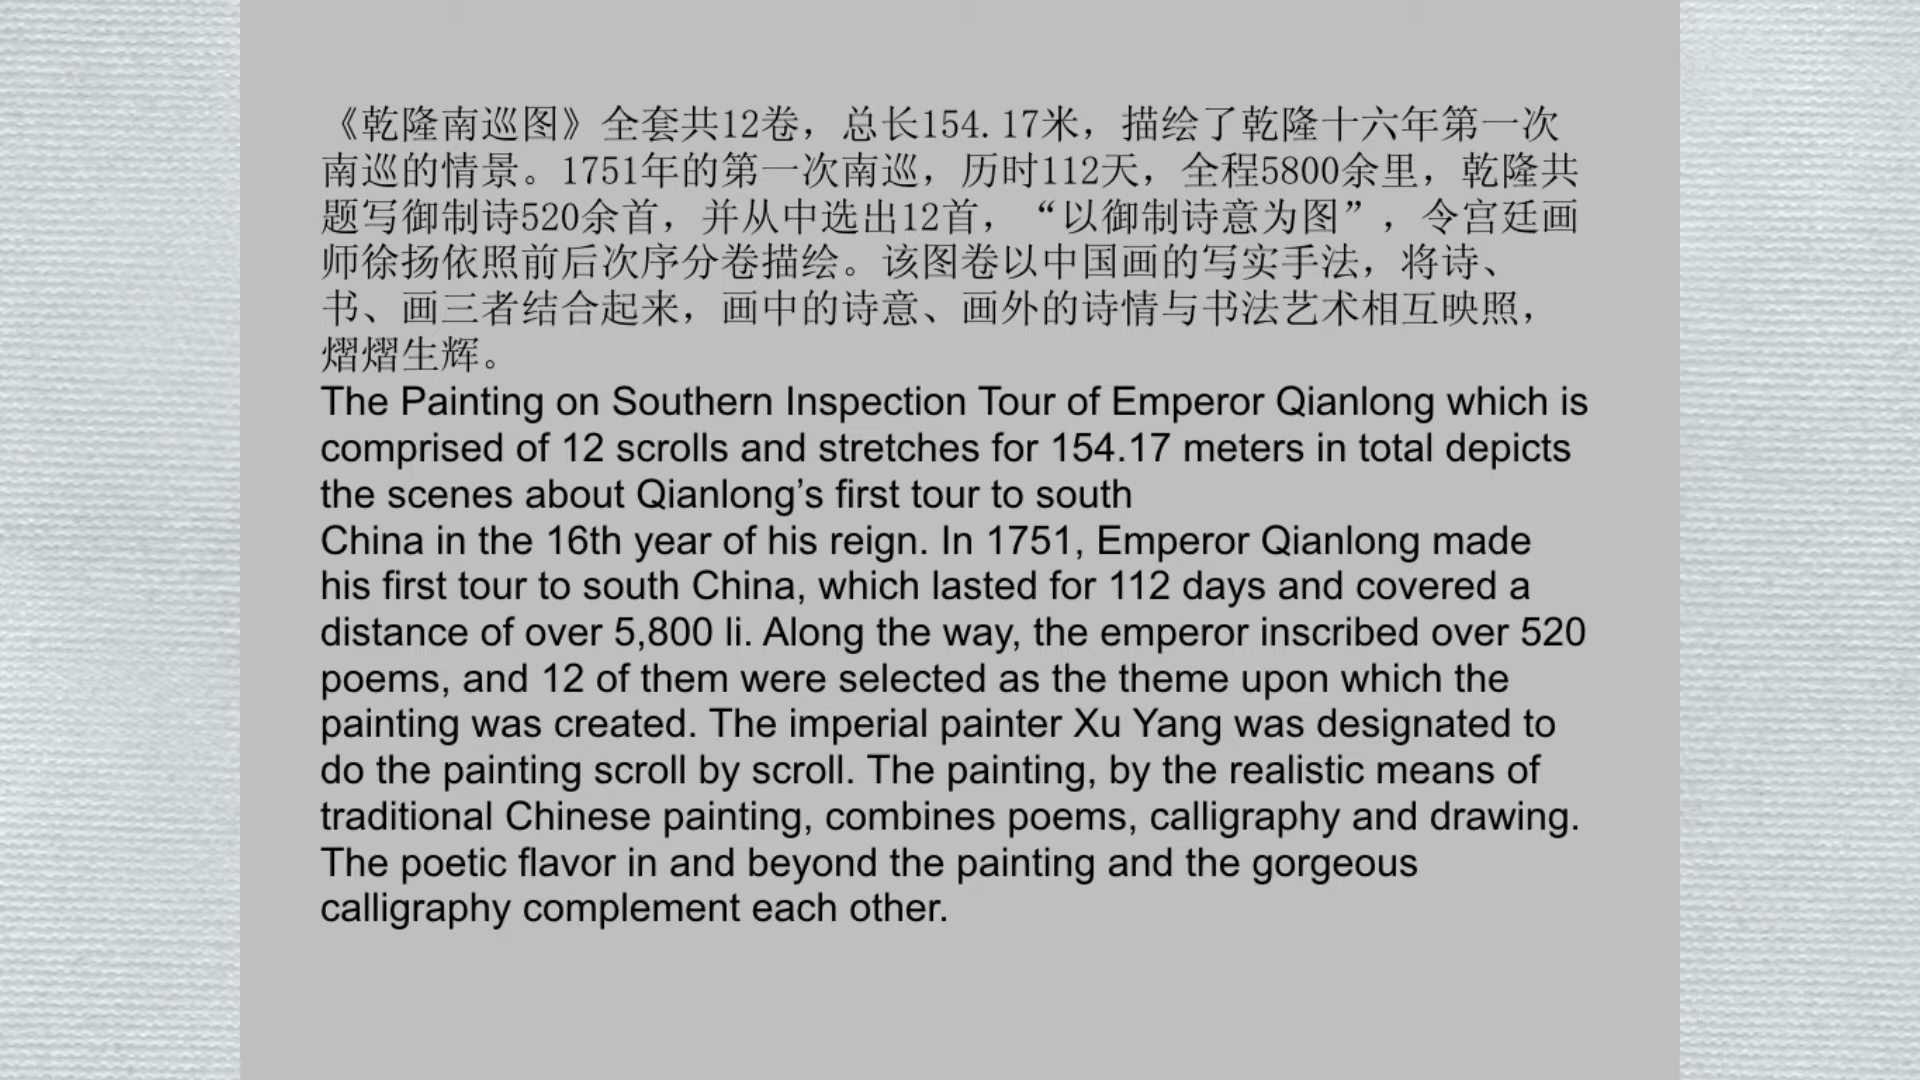 《乾隆南巡图》全套共12卷，总长154.17米，描绘了乾隆十六年第一次
南巡的情景。1751年的第一次南巡，历时112天，全程5800余里，乾隆共
题写御制诗520余首，并从中选出12首，“以御制诗意为图”，令宫廷画
师徐扬依照前后次序分卷描绘。该图卷以中国画的写实手法，将诗、
书、画三者结合起来，画中的诗意、画外的诗情与书法艺术相互映照，
熠熠生辉。
The Painting on Southern Inspection Tour of Emperor Qianlong which is
comprised of 12 scrolls and stretches for 154.17 meters in total depicts
the scenes about Qianlong’s first tour to south
China in the 16th year of his reign. In 1751, Emperor Qianlong made
his first tour to south China, which lasted for 112 days and covered a
distance of over 5,800 li. Along the way, the emperor inscribed over 520
poems, and 12 of them were selected as the theme upon which the
painting was created. The imperial painter Xu Yang was designated to
do the painting scroll by scroll. The painting, by the realistic means of
traditional Chinese painting, combines poems, calligraphy and drawing.
The poetic flavor in and beyond the painting and the gorgeous
calligraphy complement each other.